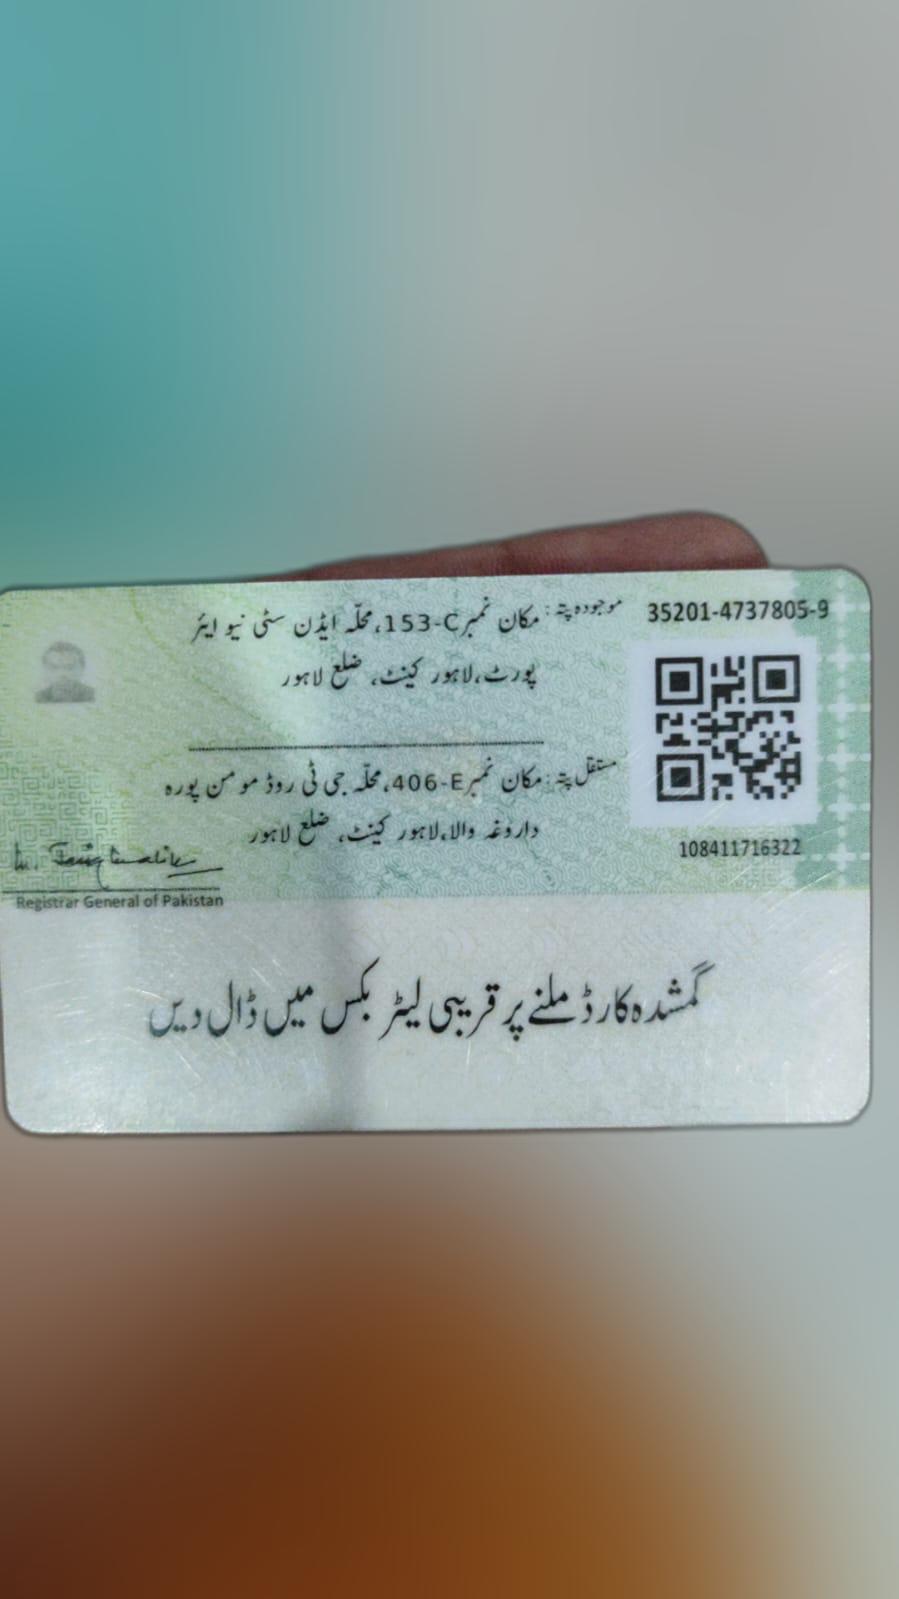 موجودہ پتہ: مکان نمبر 153-C، محلّہ ایڈن سٹی نیو ایئر
پورٹ، لاہور کینٹ، ضلع لاہور
35201-4737805-9
مستقل پتہ: مکان نمبر 406-E، محلّہ جی ٹی روڈ مومن پورہ
داروغہ والا، لاہور کینٹ، ضلع لاہور
108411716322
Registrar General of Pakistan
گمشدہ کارڈ ملنے پر قریبی لیٹر بکس میں ڈال دیں